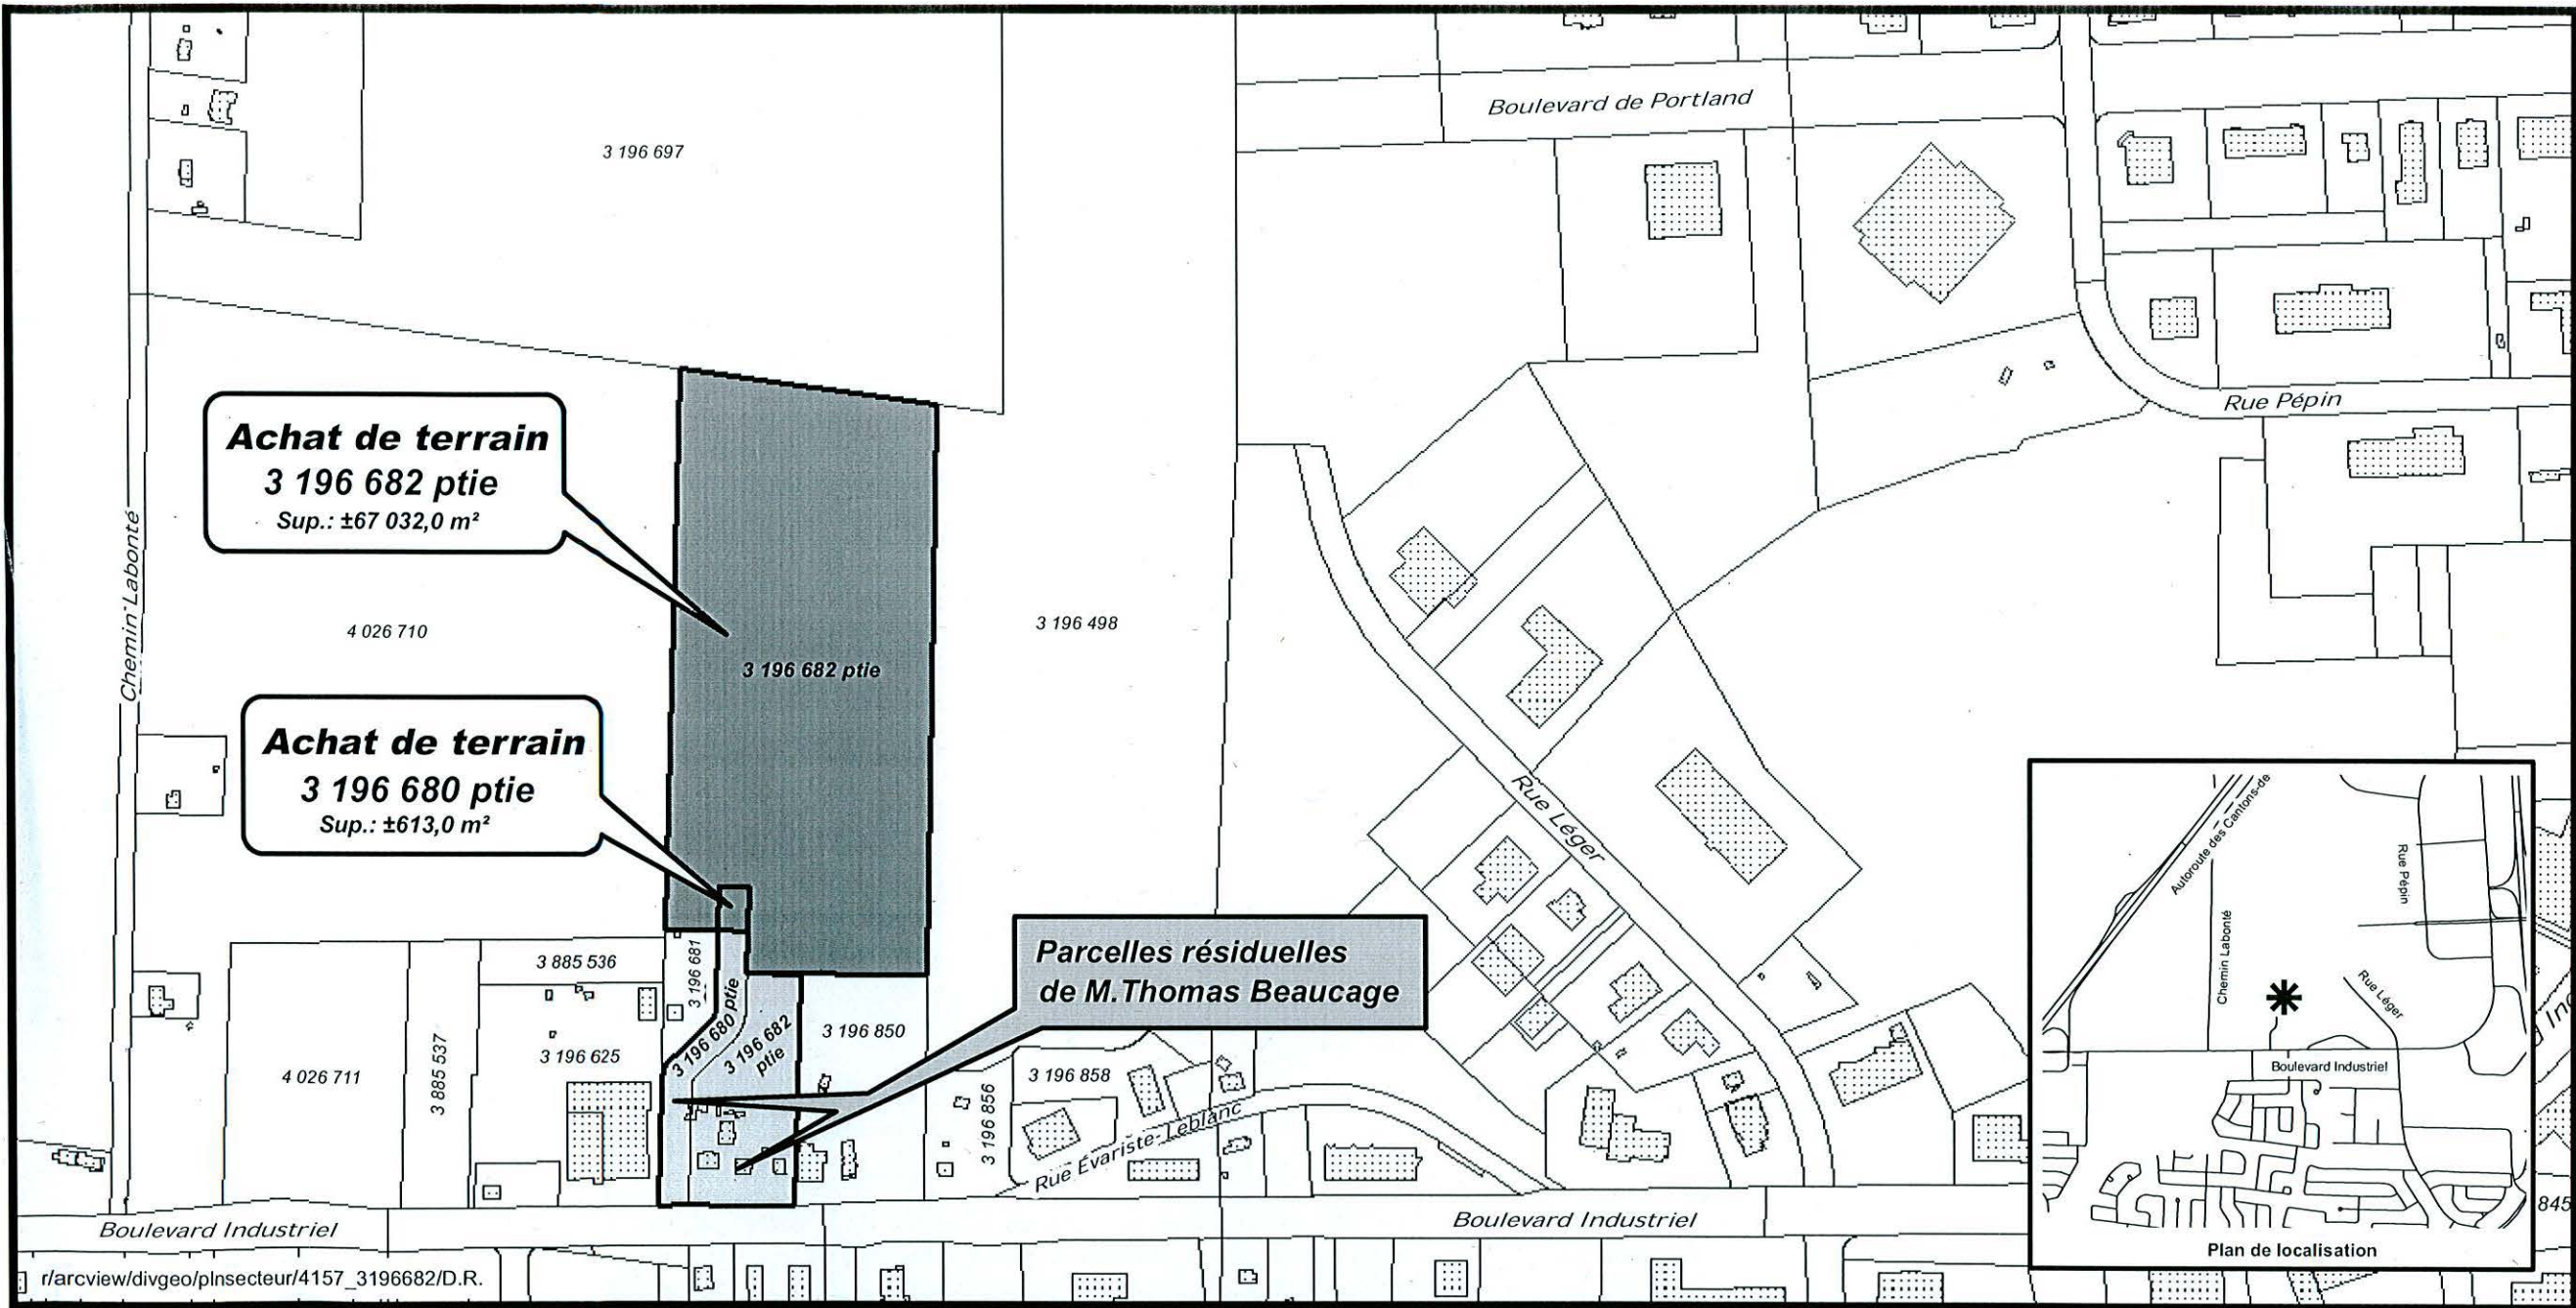 Boulevard de Portland
3 196 697
Rue Pépin
Achat de terrain
3 196 682 ptie
Sup.: ±67 032,0 m²
Chemin Labonté
4 026 710
3 196 498
3 196 682 ptie
Achat de terrain
3 196 680 ptie
Sup.: ±613,0 m²
Rue Léger
Parcelles résiduelles
de M.Thomas Beaucage
3 885 536
3 196 681
3 196 680 ptie
3 196 682
ptie
3 196 850
3 196 625
3 885 537
4 026 711
3 196 858
3 196 856
Rue Évariste-Leblanc
Boulevard Industriel
Boulevard Industriel
r/arcview/divgeo/plnsecteur/4157_3196682/D.R.
Autoroute des Cantons-de
Rue Pépin
Chemin Labonté
Rue Léger
Boulevard Industriel
Plan de localisation
845